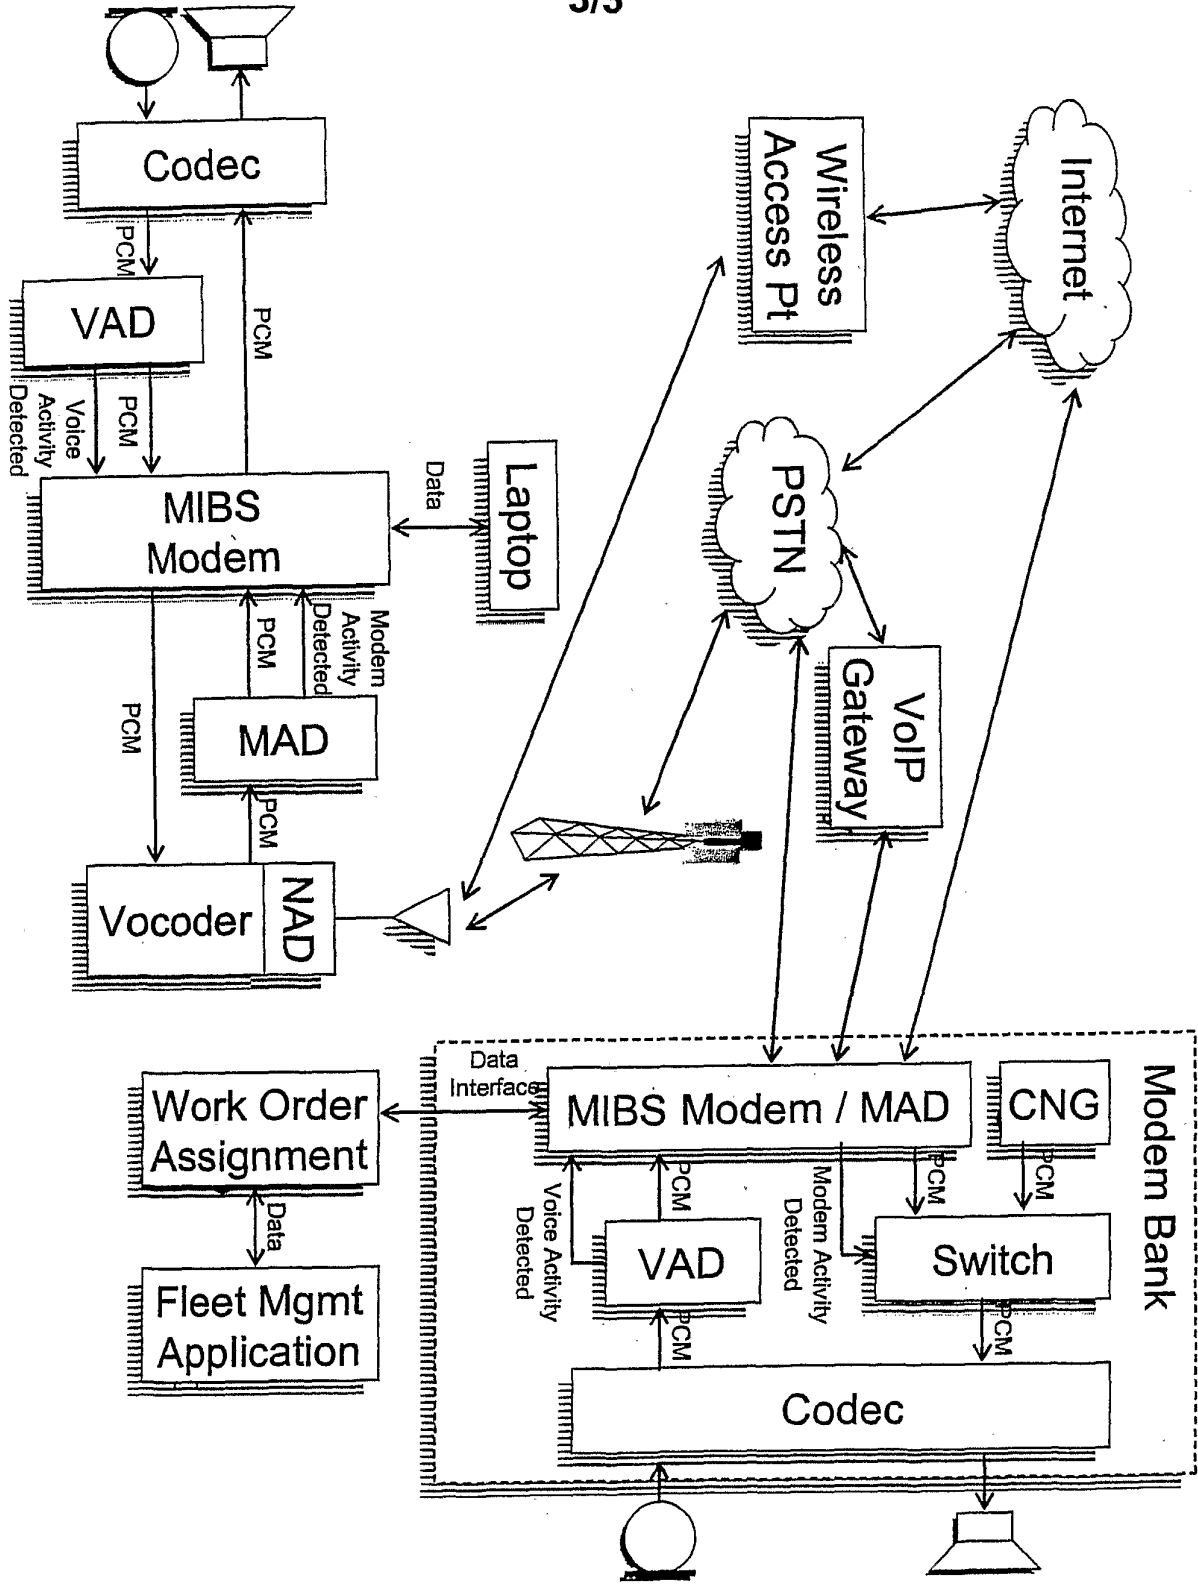 3/3
Codec
PCM
PCM
VAD
PCM
Voice
Activity
Detected
MIBS
Modem
Data
Laptop
PCM
Modem
Activity
Detected
PCM
MAD
PCM
Vocoder
NAD
Wireless
Access Pt
Internet
PSTN
VoIP
Gateway
Modem Bank
Data
Interface
MIBS Modem / MAD
CNG
PCM
PCM
Modem Activity
Detected
PCM
Voice Activity
Detected
VAD
Switch
PCM
PCM
Codec
Work Order
Assignment
Data
Fleet Mgmt
Application